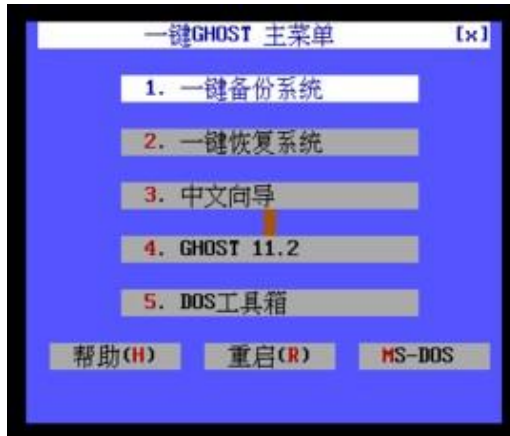 一键GHOST 主菜单 [x]
1. 一键备份系统
2. 一键恢复系统
3. 中文向导
4. GHOST 11.2
5. DOS工具箱
帮助(H) 重启(R) MS-DOS